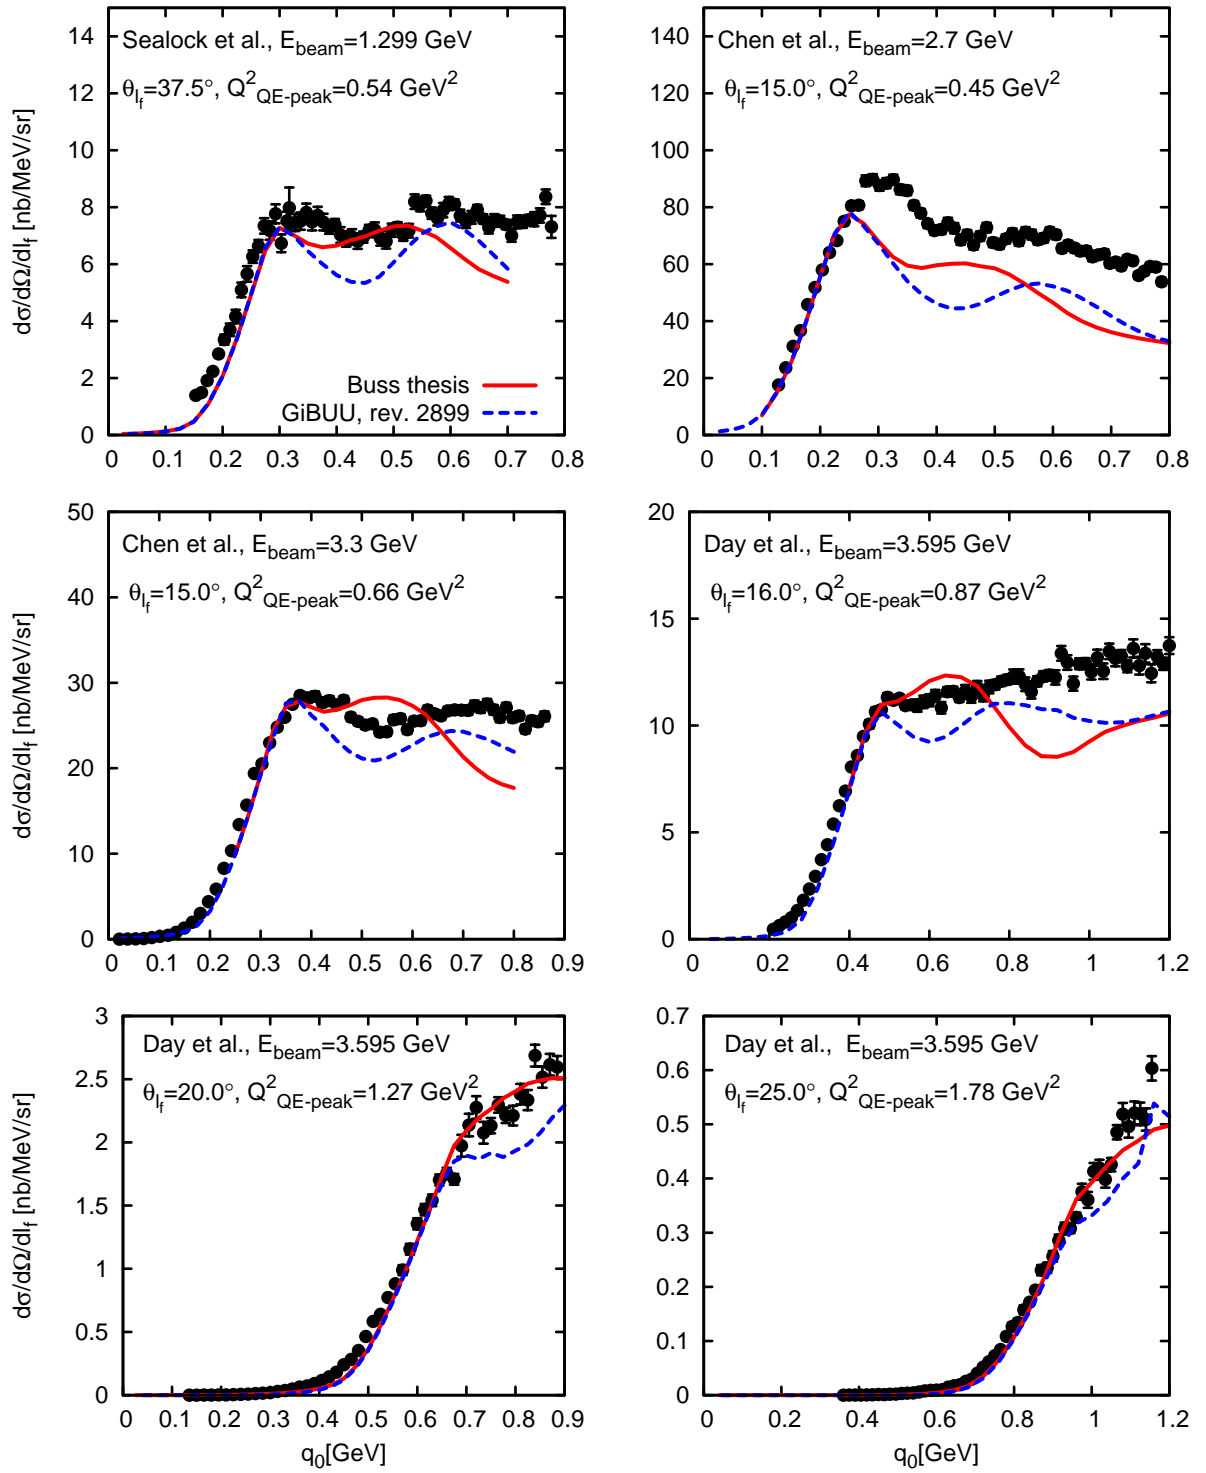 Sealock et al., E_beam=1.299 GeV
θ_lf=37.5°, Q²_QE-peak=0.54 GeV²
dσ/dΩ/dl_f [nb/MeV/sr]
14
12
10
8
6
4
2
0
Buss thesis
GiBUU, rev. 2899
0 0.1 0.2 0.3 0.4 0.5 0.6 0.7 0.8
Chen et al., E_beam=2.7 GeV
θ_lf=15.0°, Q²_QE-peak=0.45 GeV²
140
120
100
80
60
40
20
0
0 0.1 0.2 0.3 0.4 0.5 0.6 0.7 0.8
Chen et al., E_beam=3.3 GeV
θ_lf=15.0°, Q²_QE-peak=0.66 GeV²
dσ/dΩ/dl_f [nb/MeV/sr]
50
40
30
20
10
0
0 0.1 0.2 0.3 0.4 0.5 0.6 0.7 0.8 0.9
Day et al., E_beam=3.595 GeV
θ_lf=16.0°, Q²_QE-peak=0.87 GeV²
20
15
10
5
0
0 0.2 0.4 0.6 0.8 1 1.2
Day et al., E_beam=3.595 GeV
θ_lf=20.0°, Q²_QE-peak=1.27 GeV²
dσ/dΩ/dl_f [nb/MeV/sr]
3
2.5
2
1.5
1
0.5
0
0 0.1 0.2 0.3 0.4 0.5 0.6 0.7 0.8 0.9
q₀[GeV]
Day et al., E_beam=3.595 GeV
θ_lf=25.0°, Q²_QE-peak=1.78 GeV²
0.7
0.6
0.5
0.4
0.3
0.2
0.1
0
0 0.2 0.4 0.6 0.8 1 1.2
q₀[GeV]